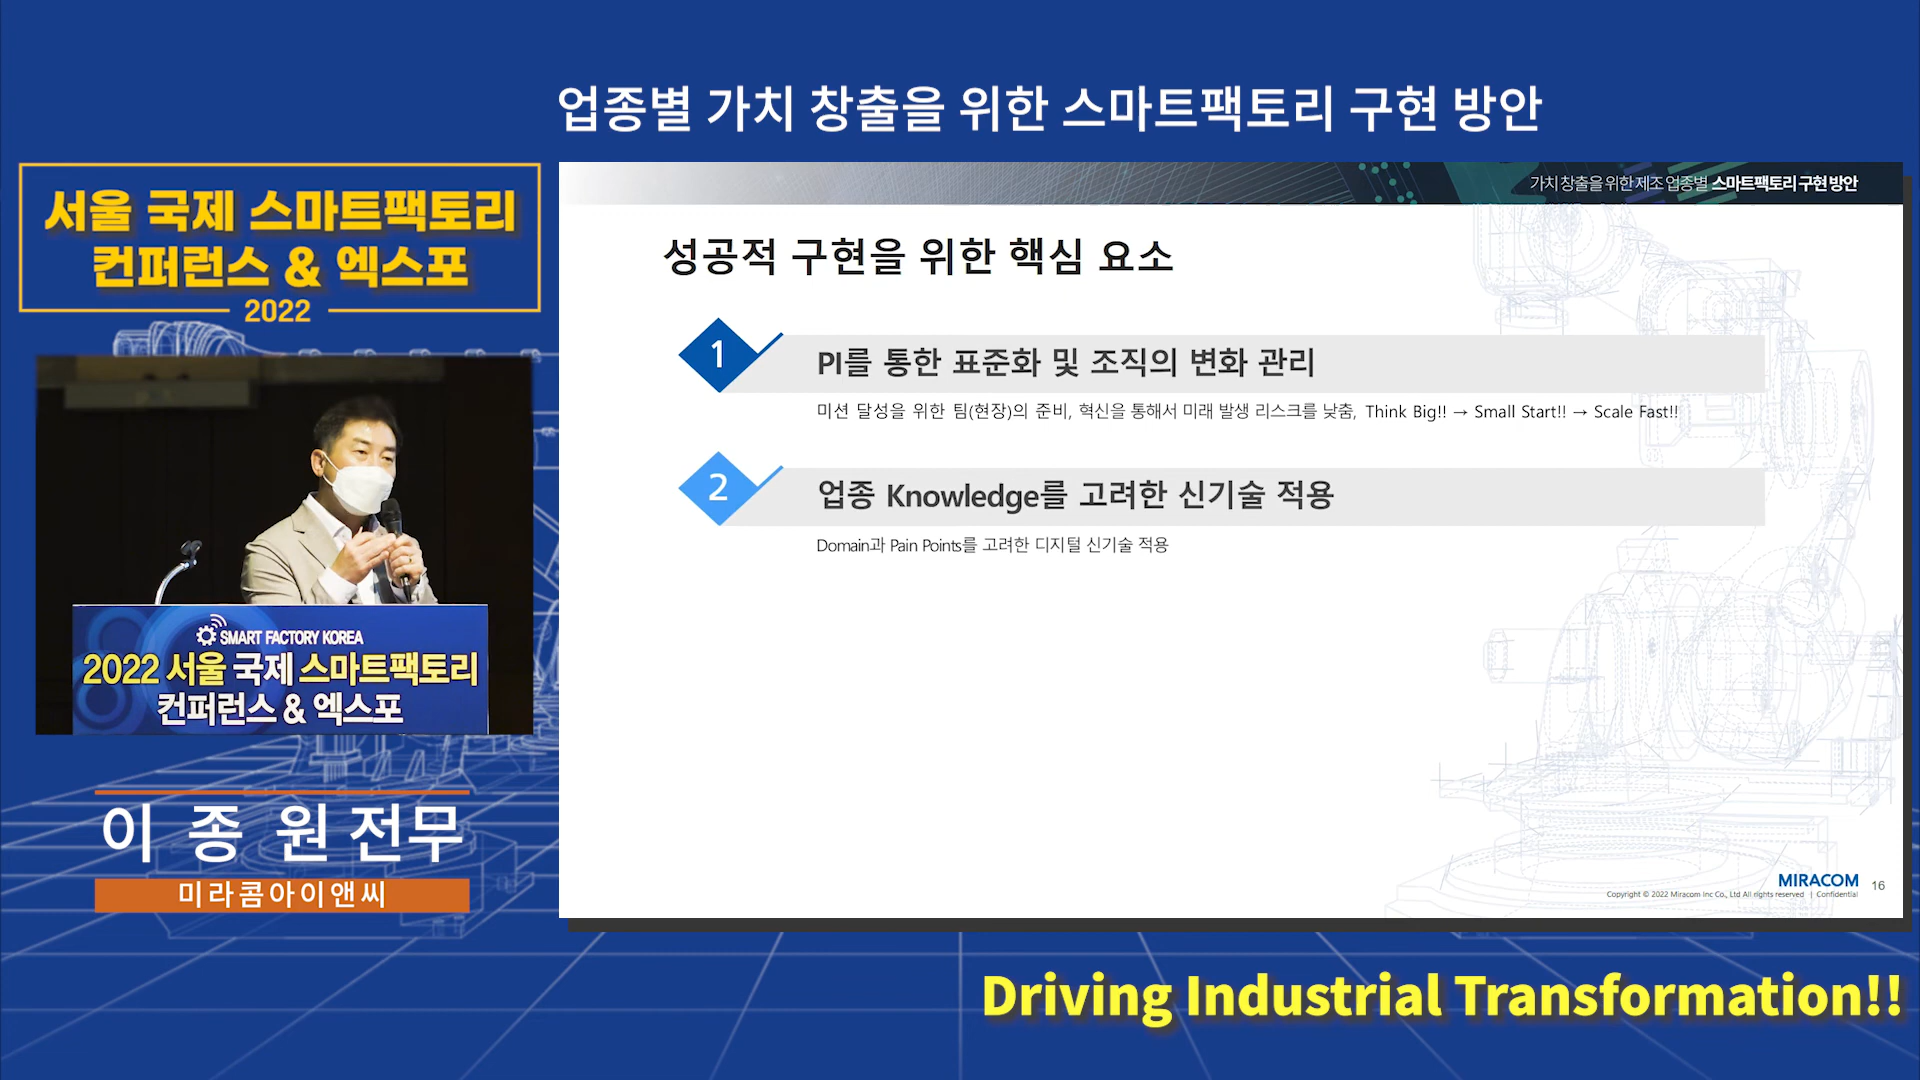 업종별 가치 창출을 위한 스마트팩토리 구현 방안
서울 국제 스마트팩토리
컨퍼런스 & 엑스포
2022
SMART FACTORY KOREA
2022 서울 국제 스마트팩토리
컨퍼런스 & 엑스포
이 종 원 전무
미라콤아이앤씨
가치 창출을 위한 제조 업종별 스마트팩토리 구현 방안
성공적 구현을 위한 핵심 요소
1 PI를 통한 표준화 및 조직의 변화 관리
미션 달성을 위한 팀(현장)의 준비, 혁신을 통해서 미래 발생 리스크를 낮춤, Think Big!! → Small Start!! → Scale Fast!!
2 업종 Knowledge를 고려한 신기술 적용
Domain과 Pain Points를 고려한 디지털 신기술 적용
MIRACOM
Copyright © 2022 Miracom Inc Co., Ltd All rights reserved | Confidential
16
Driving Industrial Transformation!!